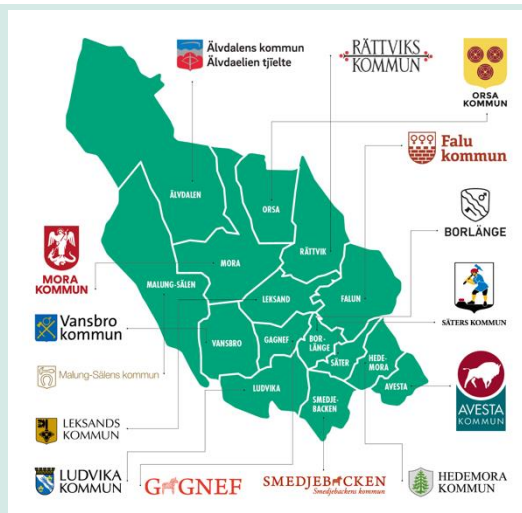 Älvdalens kommun
Älvdaelien tjielte
RÄTTVIKS
KOMMUN
ORSA
KOMMUN
Falu
kommun
BORLÄNGE
SÄTERS KOMMUN
AVESTA
KOMMUN
HEDEMORA
KOMMUN
SMEDJEBACKEN
Smedjebackens kommun
GAGNEF
LUDVIKA
KOMMUN
LEKSANDS
KOMMUN
Malung-Sälens kommun
Vansbro
kommun
MORA
KOMMUN
ÄLVDALEN
ORSA
RÄTTVIK
MORA
MALUNG-SÄLEN
LEKSAND
FALUN
VANSBRO
GAGNEF
BOR-
LÄNGE
SÄTER
HEDE-
MORA
AVESTA
LUDVIKA
SMEDJE-
BACKEN